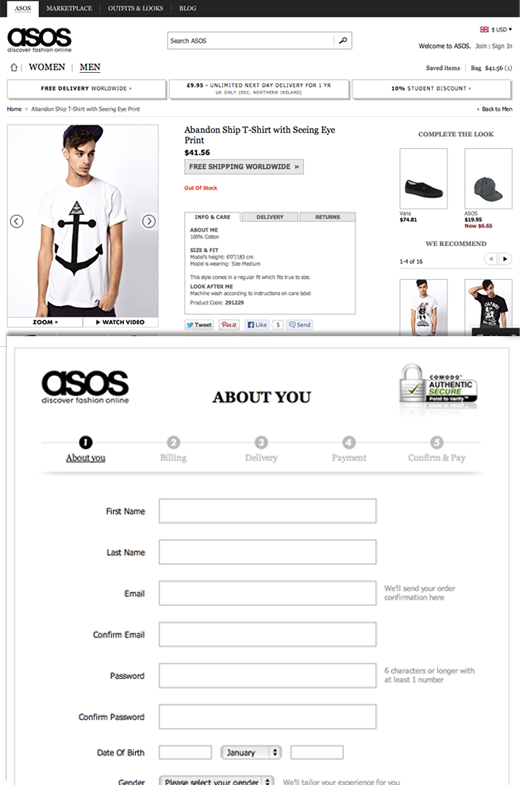 ASOS MARKETPLACE OUTFITS & LOOKS BLOG
asos
discover fashion online
Search ASOS
$ USD
Welcome to ASOS. Join | Sign In
WOMEN MEN
Saved items | Bag $41.56 (1)
FREE DELIVERY WORLDWIDE ›
£9.95 - UNLIMITED NEXT DAY DELIVERY FOR 1 YR
UK ONLY (EXC. NORTHERN IRELAND)
10% STUDENT DISCOUNT ›
Home › Abandon Ship T-Shirt with Seeing Eye Print
‹ Back to Men
Abandon Ship T-Shirt with Seeing Eye
Print
$41.56
FREE SHIPPING WORLDWIDE »
Out Of Stock
INFO & CARE DELIVERY RETURNS
ABOUT ME
100% Cotton
SIZE & FIT
Model's height: 6'0"/183 cm
Model is wearing: Size Medium
This style comes in a regular fit which fits true to size.
LOOK AFTER ME
Machine wash according to instructions on care label
Product Code: 291229
Tweet Pin it Like 5 Send
ZOOM + ▶ WATCH VIDEO
COMPLETE THE LOOK
Vans
$74.81
ASOS
$19.95
Now $6.65
WE RECOMMEND
1-4 of 16
asos
discover fashion online
ABOUT YOU
COMODO
AUTHENTIC
SECURE
Point to Verify™
1 2 3 4 5
About you Billing Delivery Payment Confirm & Pay
First Name
Last Name
Email
We'll send your order
confirmation here
Confirm Email
Password
6 characters or longer with
at least 1 number
Confirm Password
Date Of Birth January
Gender Please select your gender We'll tailor your experience for you